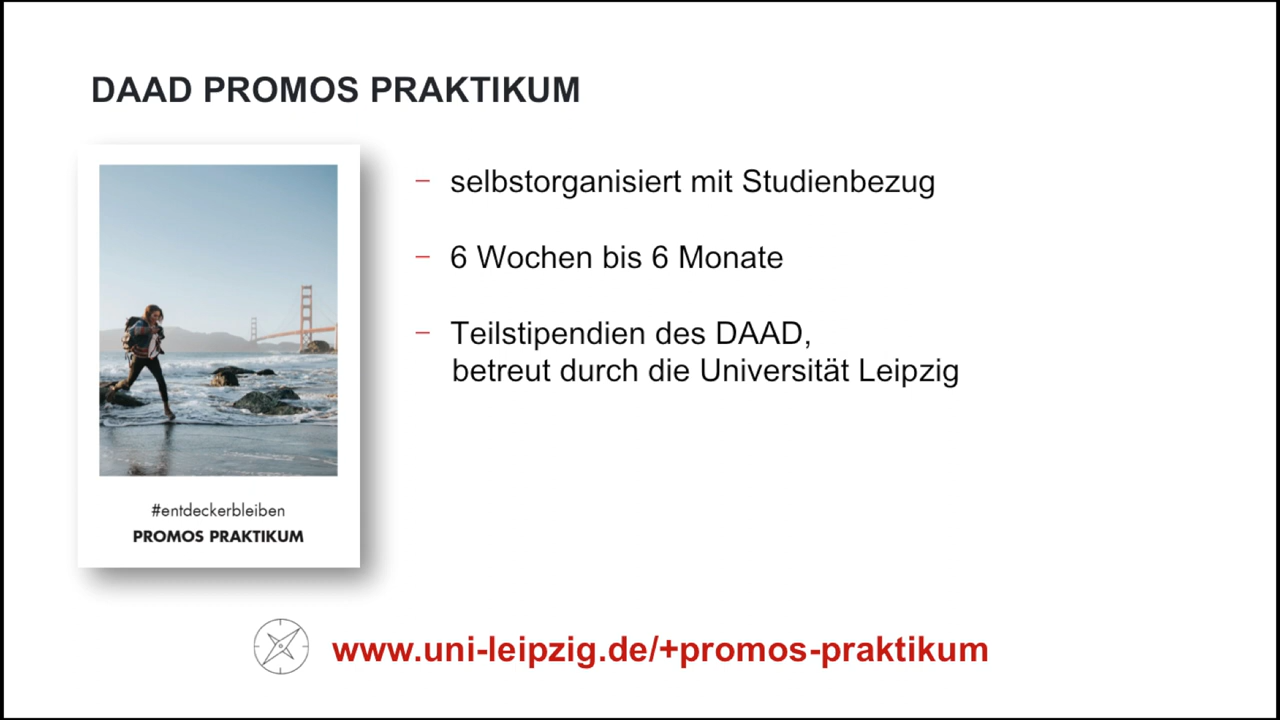 DAAD PROMOS PRAKTIKUM
– selbstorganisiert mit Studienbezug
– 6 Wochen bis 6 Monate
– Teilstipendien des DAAD,
betreut durch die Universität Leipzig
#entdeckerbleiben
PROMOS PRAKTIKUM
www.uni-leipzig.de/+promos-praktikum